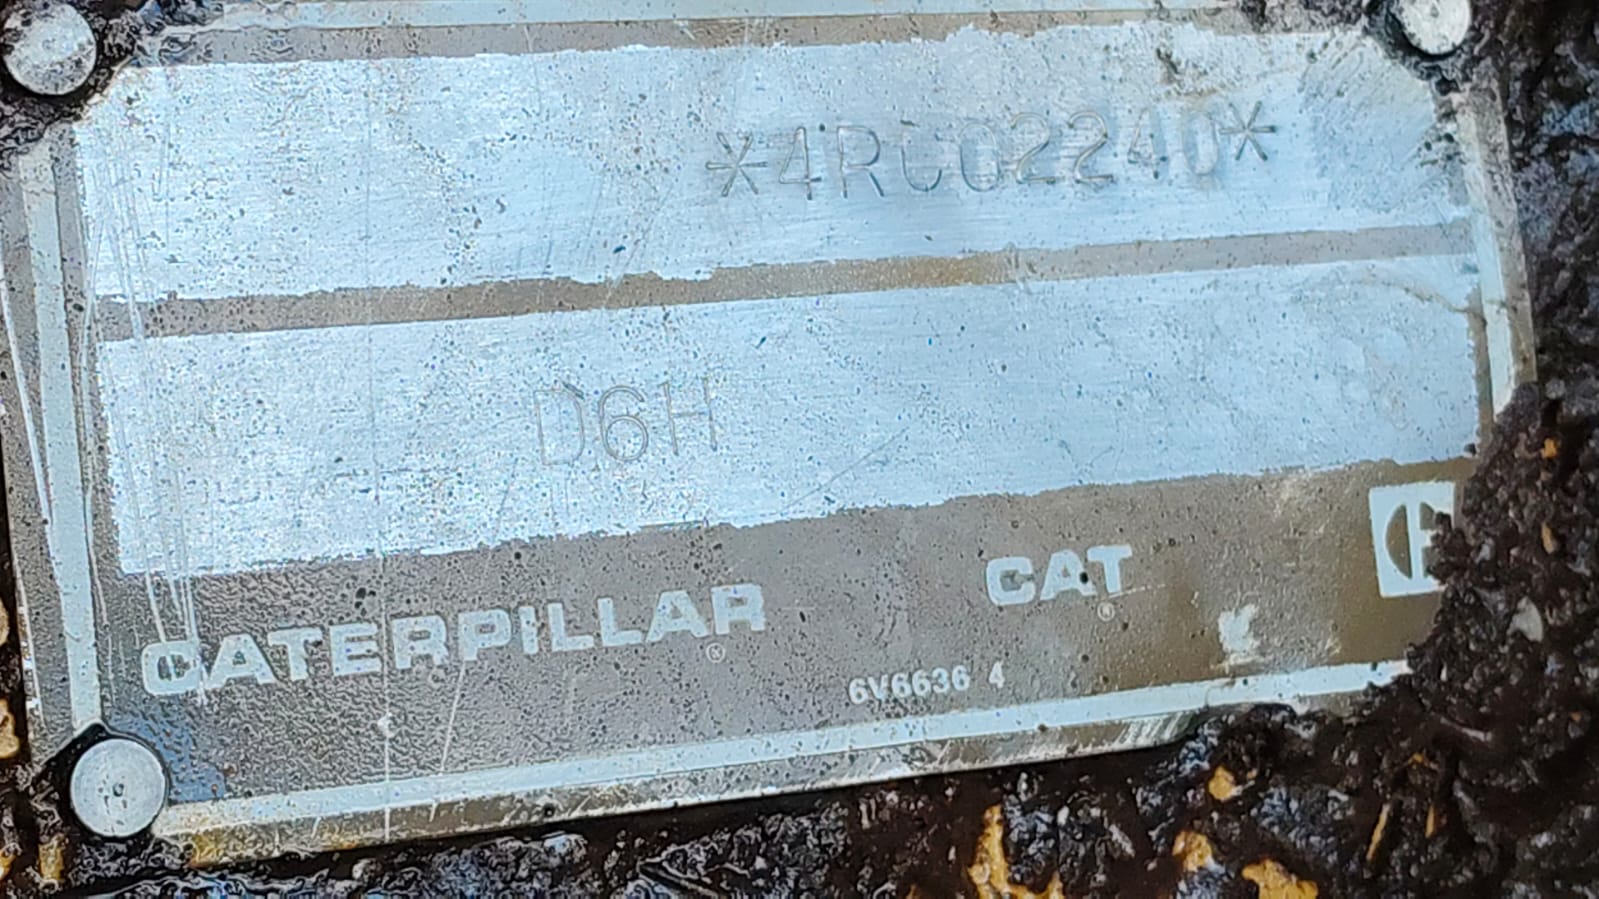 *4RC02240*
D6H
CATERPILLAR®
CAT®
6V6636 4